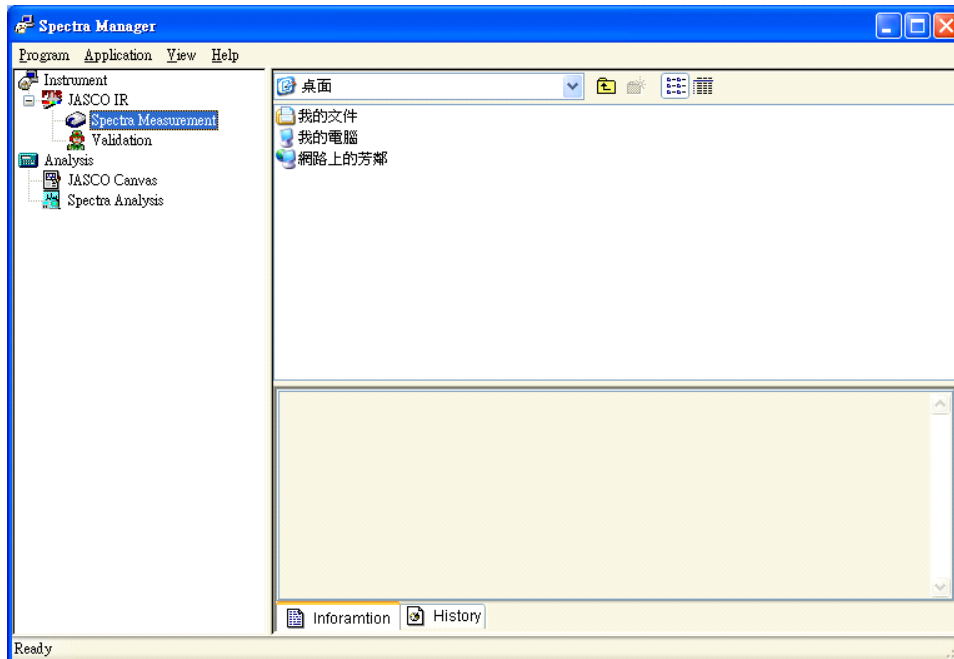 Spectra Manager
Program Application View Help
Instrument
JASCO IR
Spectra Measurement
Validation
Analysis
JASCO Canvas
Spectra Analysis
桌面
我的文件
我的電腦
網路上的芳鄰
Inforamtion History
Ready